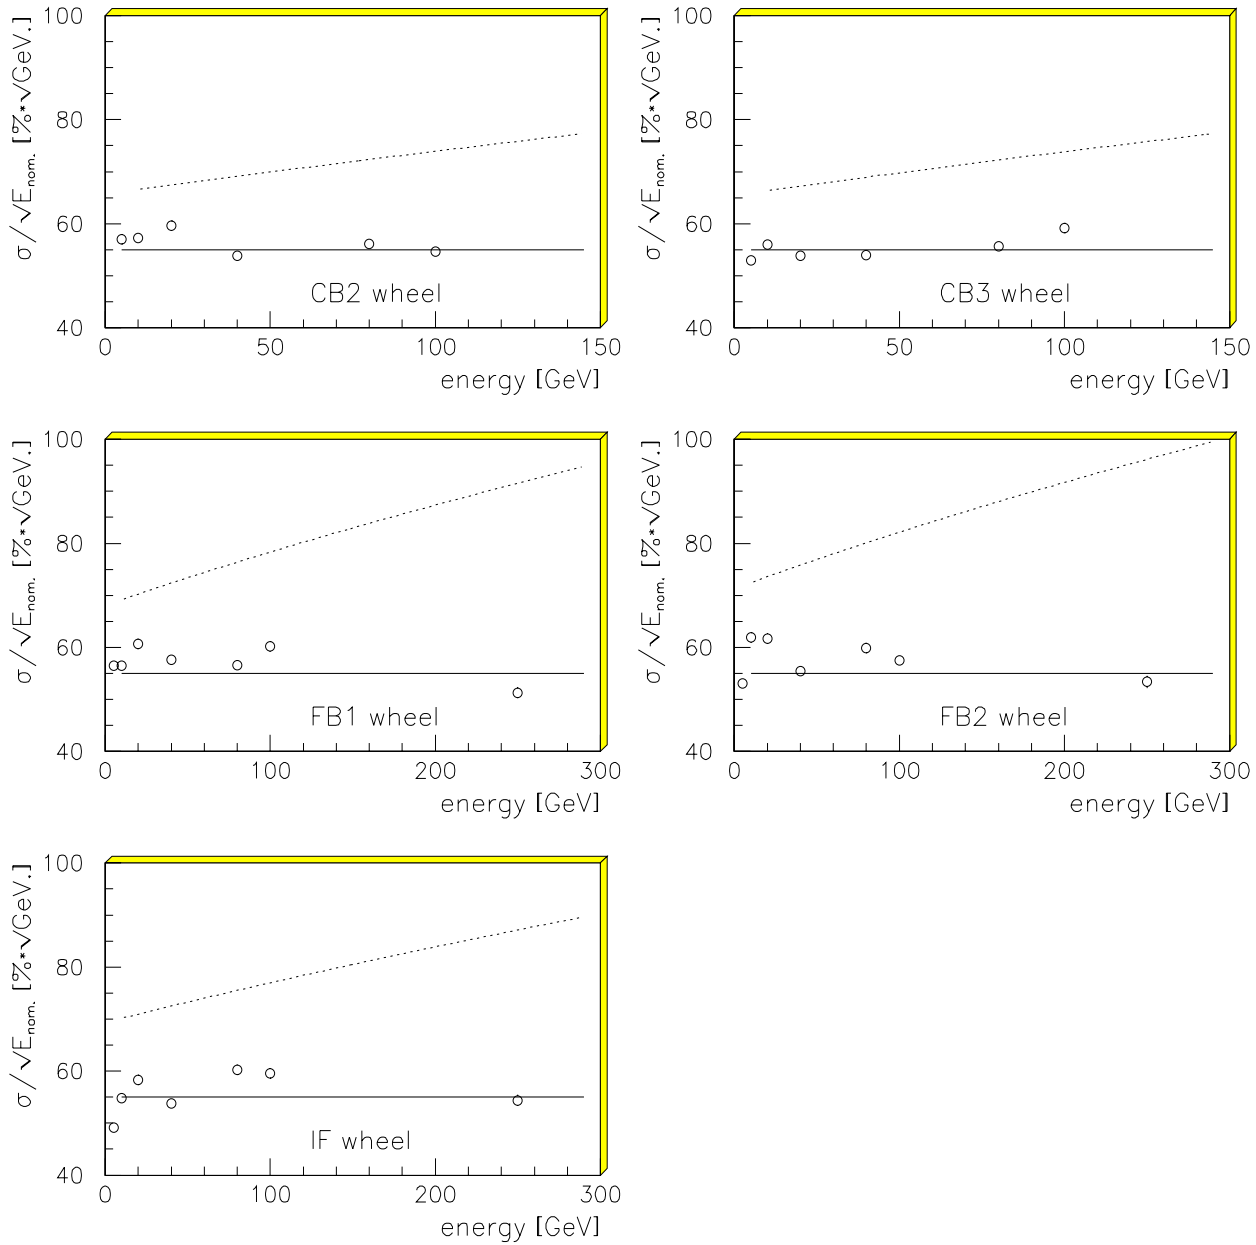 σ/√E_nom. [%*√GeV.]
100
80
60
40
CB2 wheel
0 50 100 150
energy [GeV]
σ/√E_nom. [%*√GeV.]
100
80
60
40
CB3 wheel
0 50 100 150
energy [GeV]
σ/√E_nom. [%*√GeV.]
100
80
60
40
FB1 wheel
0 100 200 300
energy [GeV]
σ/√E_nom. [%*√GeV.]
100
80
60
40
FB2 wheel
0 100 200 300
energy [GeV]
σ/√E_nom. [%*√GeV.]
100
80
60
40
IF wheel
0 100 200 300
energy [GeV]